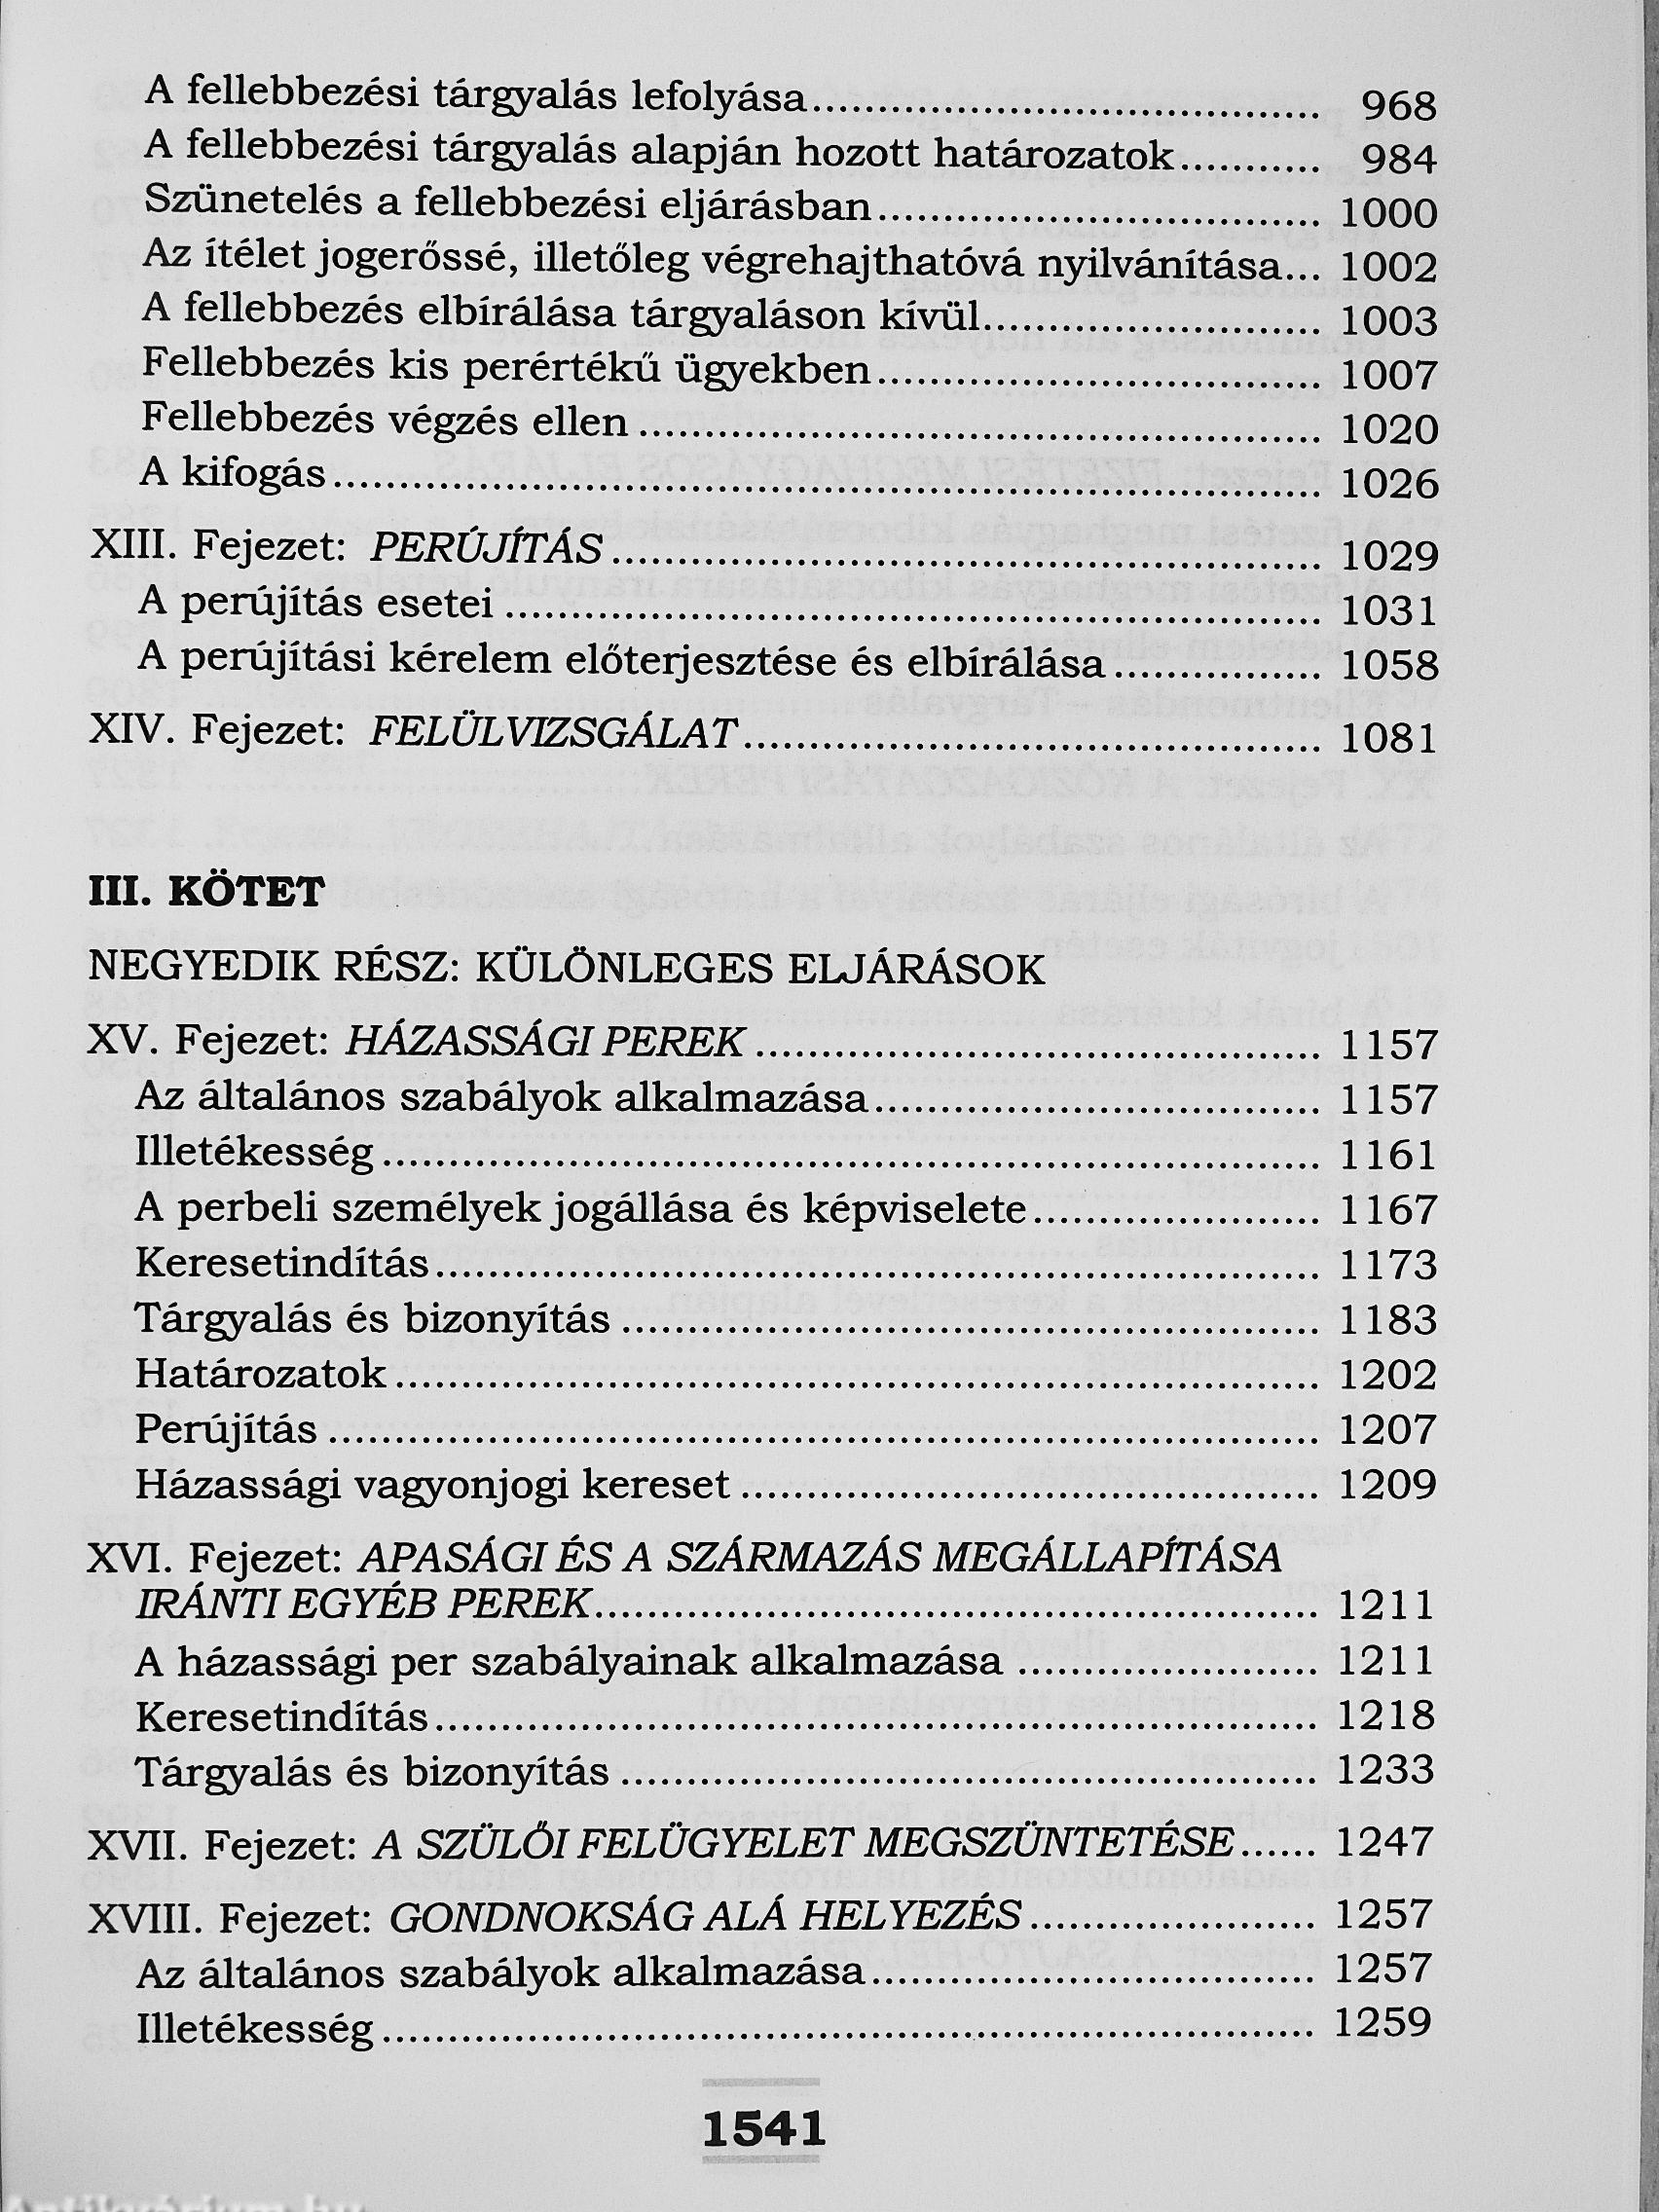 A fellebbezési tárgyalás lefolyása........................................ 968
A fellebbezési tárgyalás alapján hozott határozatok........... 984
Szünetelés a fellebbezési eljárásban.................................. 1000
Az ítélet jogerőssé, illetőleg végrehajthatóvá nyilvánítása... 1002
A fellebbezés elbírálása tárgyaláson kívül.......................... 1003
Fellebbezés kis perértékű ügyekben.................................. 1007
Fellebbezés végzés ellen .................................................... 1020
A kifogás............................................................................ 1026
XIII. Fejezet: PERÚJÍTÁS ...................................................... 1029
A perújítás esetei ............................................................... 1031
A perújítási kérelem előterjesztése és elbírálása ................ 1058
XIV. Fejezet: FELÜLVIZSGÁLAT............................................ 1081
III. KÖTET
NEGYEDIK RÉSZ: KÜLÖNLEGES ELJÁRÁSOK
XV. Fejezet: HÁZASSÁGI PEREK ........................................... 1157
Az általános szabályok alkalmazása.................................. 1157
Illetékesség........................................................................ 1161
A perbeli személyek jogállása és képviselete...................... 1167
Keresetindítás.................................................................... 1173
Tárgyalás és bizonyítás ..................................................... 1183
Határozatok....................................................................... 1202
Perújítás ............................................................................ 1207
Házassági vagyonjogi kereset ............................................ 1209
XVI. Fejezet: APASÁGI ÉS A SZÁRMAZÁS MEGÁLLAPÍTÁSA
IRÁNTI EGYÉB PEREK....................................................... 1211
A házassági per szabályainak alkalmazása ....................... 1211
Keresetindítás.................................................................... 1218
Tárgyalás és bizonyítás ..................................................... 1233
XVII. Fejezet: A SZÜLŐI FELÜGYELET MEGSZÜNTETÉSE...... 1247
XVIII. Fejezet: GONDNOKSÁG ALÁ HELYEZÉS...................... 1257
Az általános szabályok alkalmazása.................................. 1257
Illetékesség........................................................................ 1259
1541